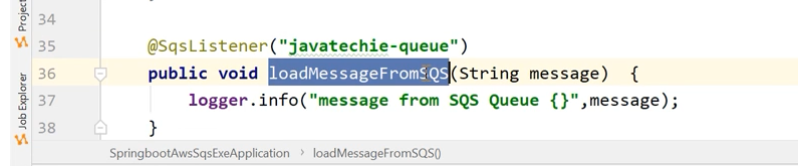 Project
Job Explorer
34
35 @SqsListener("javatechie-queue")
36 public void loadMessageFromSQS(String message) {
37 logger.info("message from SQS Queue {}",message);
38 }
SpringbootAwsSqsExeApplication › loadMessageFromSQS()